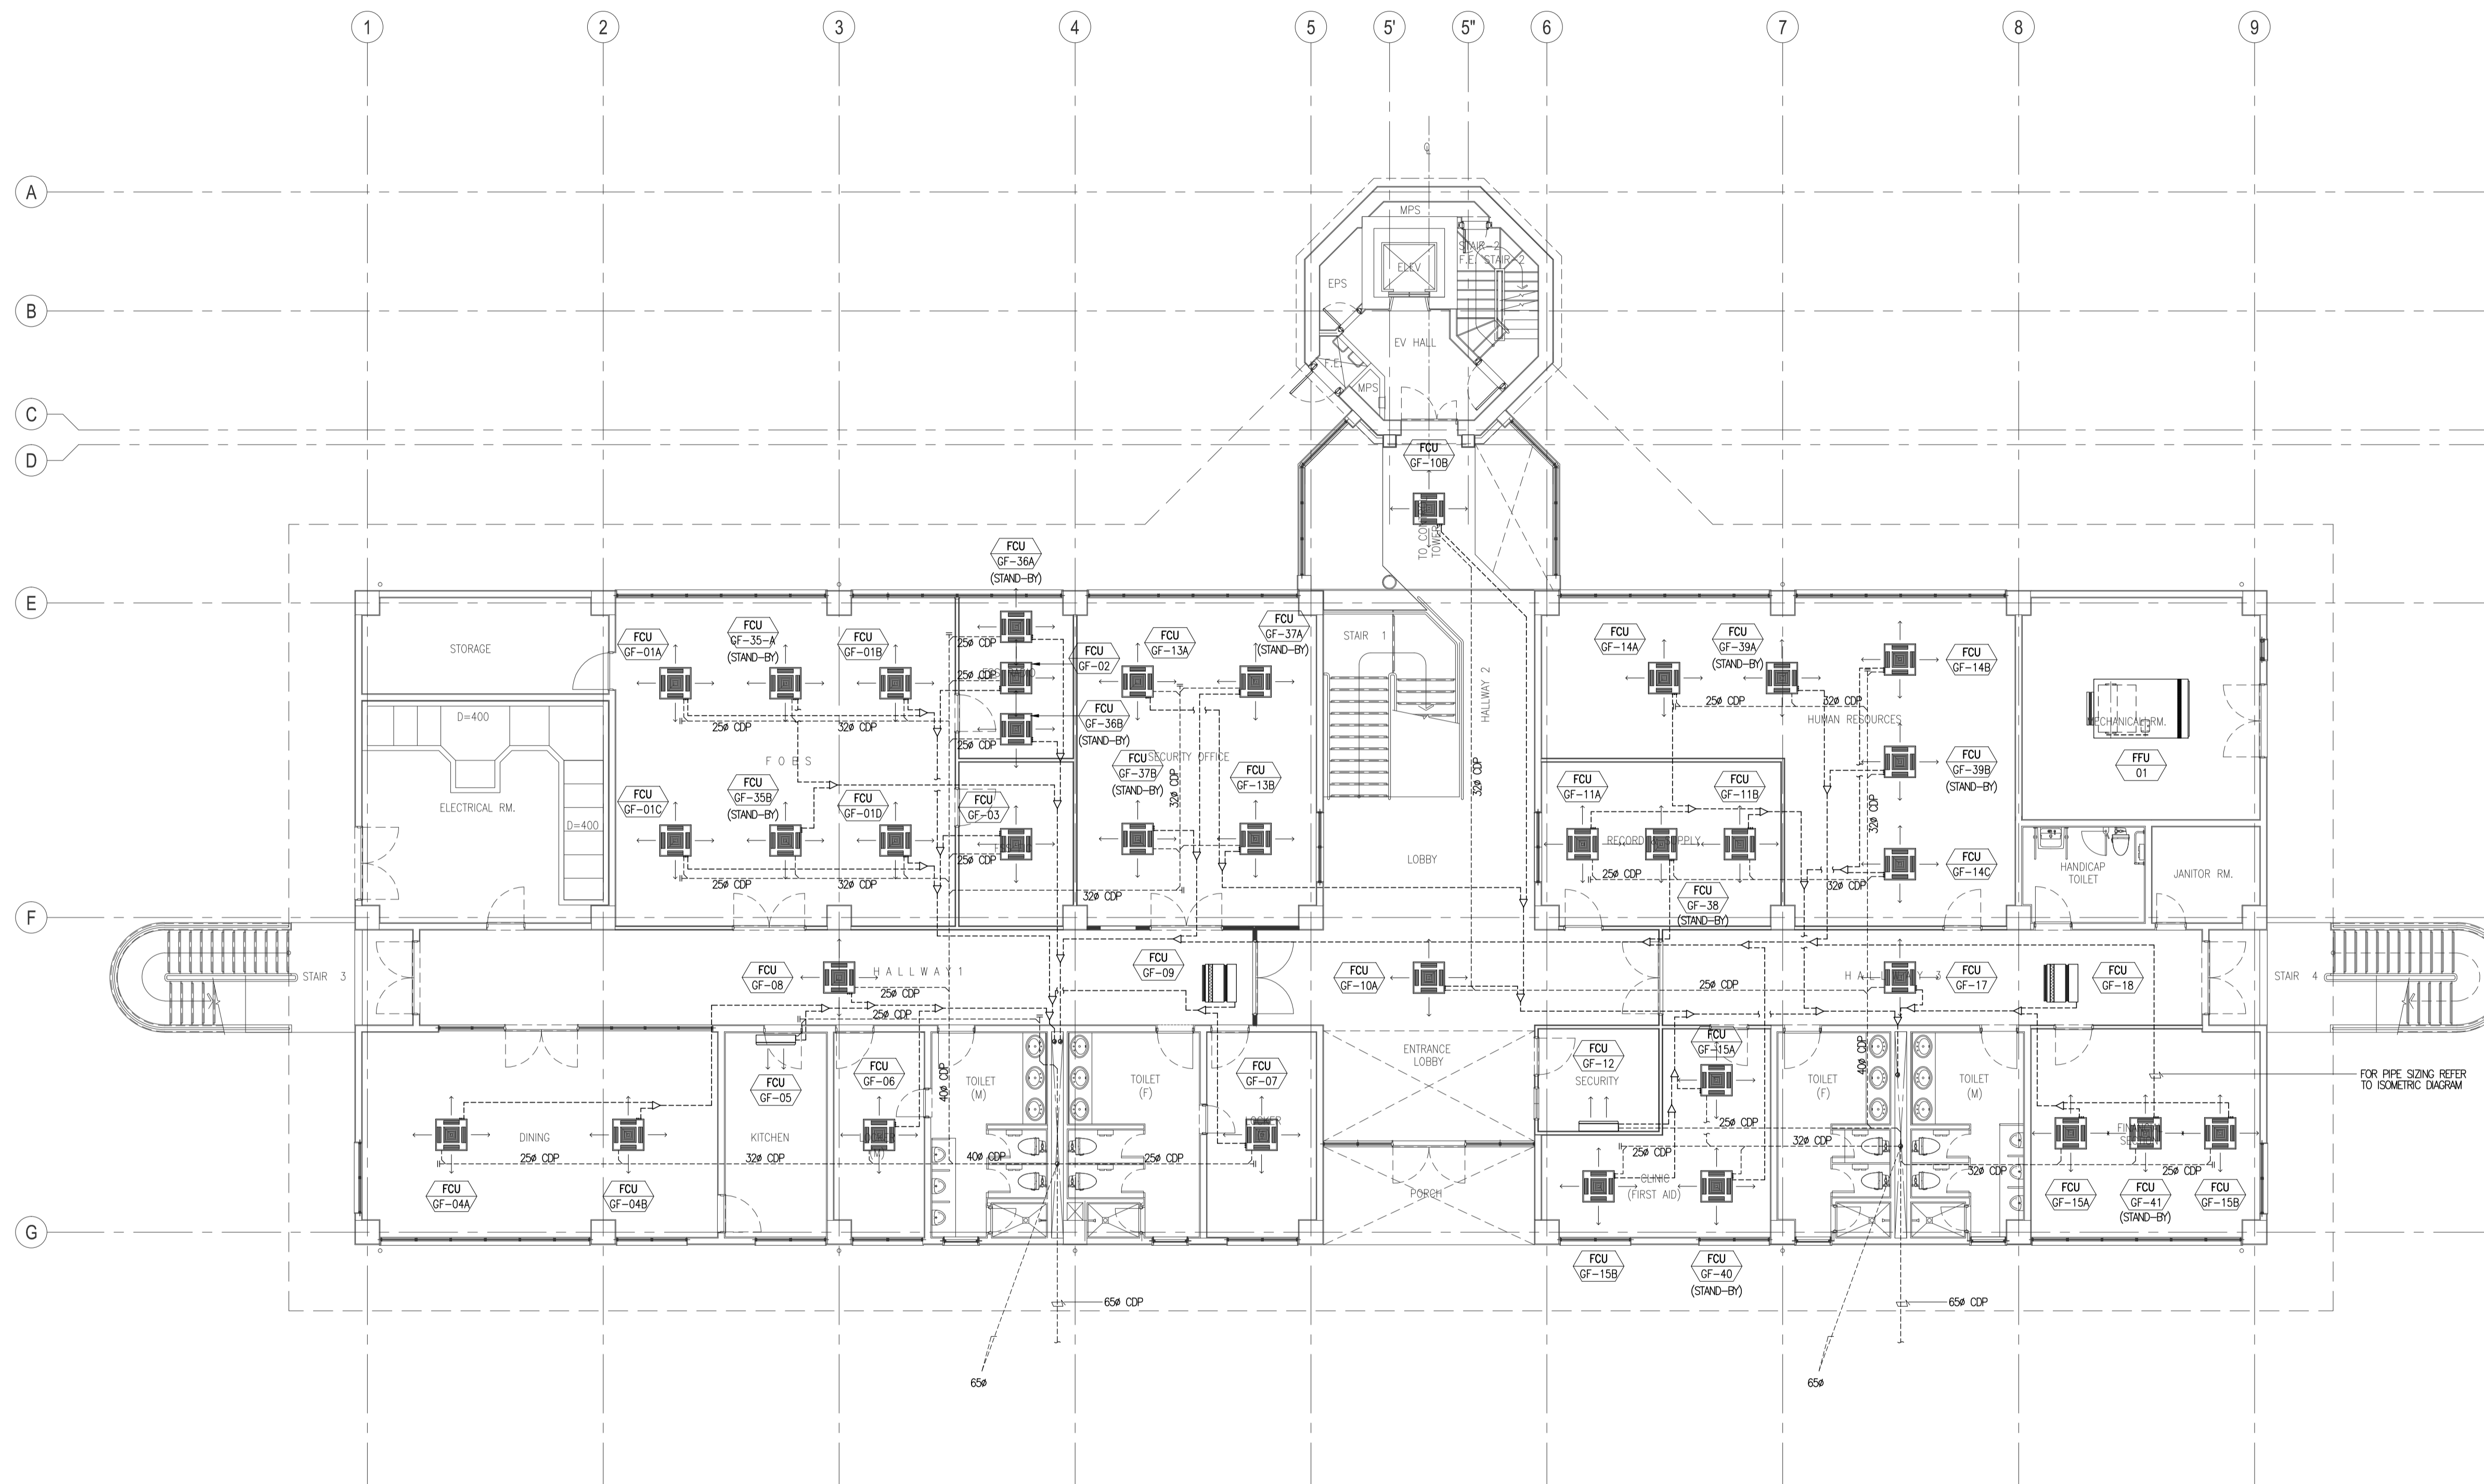 1 2 3 4 5 5' 5" 6 7 8 9
A
B
C
D
E
F
G
MPS
STAIR-2
F.E. STAIR-2
ELEV
EPS
EV HALL
F.E.
MPS
FCU
GF-10B
TOWER
FCU
GF-36A
(STAND-BY)
STORAGE
FCU
GF-01A
FCU
GF-35-A
(STAND-BY)
FCU
GF-01B
25ø CDP
25ø CDP
25ø CDP
FCU
GF-02
FCU
GF-36B
(STAND-BY)
FCU
GF-13A
FCU
GF-37A
(STAND-BY)
STAIR 1
HALLWAY 2
FCU
GF-14A
FCU
GF-39A
(STAND-BY)
FCU
GF-14B
25ø CDP
32ø CDP
HUMAN RESOURCES
MECHANICAL RM.
FFU
01
D=400
25ø CDP
32ø CDP
F O B S
SECURITY OFFICE
FCU
GF-37B
(STAND-BY)
FCU
GF-13B
32ø CDP
32ø CDP
FCU
GF-39B
(STAND-BY)
32ø CDP
ELECTRICAL RM.
D=400
FCU
GF-01C
FCU
GF-35B
(STAND-BY)
FCU
GF-01D
FCU
GF-03
25ø CDP
25ø CDP
32ø CDP
32ø CDP
LOBBY
FCU
GF-11A
FCU
GF-11B
RECORD & SUPPLY
25ø CDP
FCU
GF-38
(STAND-BY)
32ø CDP
FCU
GF-14C
HANDICAP
TOILET
JANITOR RM.
STAIR 3
FCU
GF-08
H A L L W A Y 1
25ø CDP
25ø CDP
FCU
GF-09
FCU
GF-10A
25ø CDP
H A L L W A Y 3
FCU
GF-17
FCU
GF-18
STAIR 4
FCU
GF-05
FCU
GF-06
40ø CDP
TOILET
(M)
TOILET
(F)
FCU
GF-07
LOCKER
ENTRANCE
LOBBY
FCU
GF-12
SECURITY
FCU
GF-15A
TOILET
(F)
40ø CDP
TOILET
(M)
FOR PIPE SIZING REFER
TO ISOMETRIC DIAGRAM
DINING
KITCHEN
(M)
25ø CDP
32ø CDP
40ø CDP
25ø CDP
25ø CDP
25ø CDP
32ø CDP
32ø CDP
25ø CDP
FINANCE
SECTION
FCU
GF-04A
FCU
GF-04B
PORCH
CLINIC
(FIRST AID)
FCU
GF-15A
FCU
GF-41
(STAND-BY)
FCU
GF-15B
FCU
GF-15B
FCU
GF-40
(STAND-BY)
65ø CDP
65ø CDP
65ø
65ø